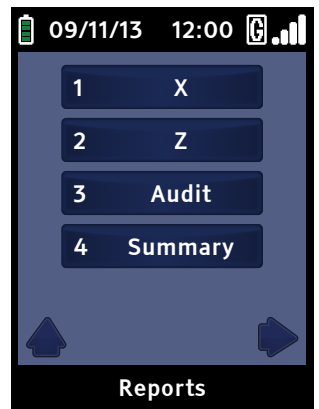 09/11/13 12:00 G
1 X
2 Z
3 Audit
4 Summary
Reports